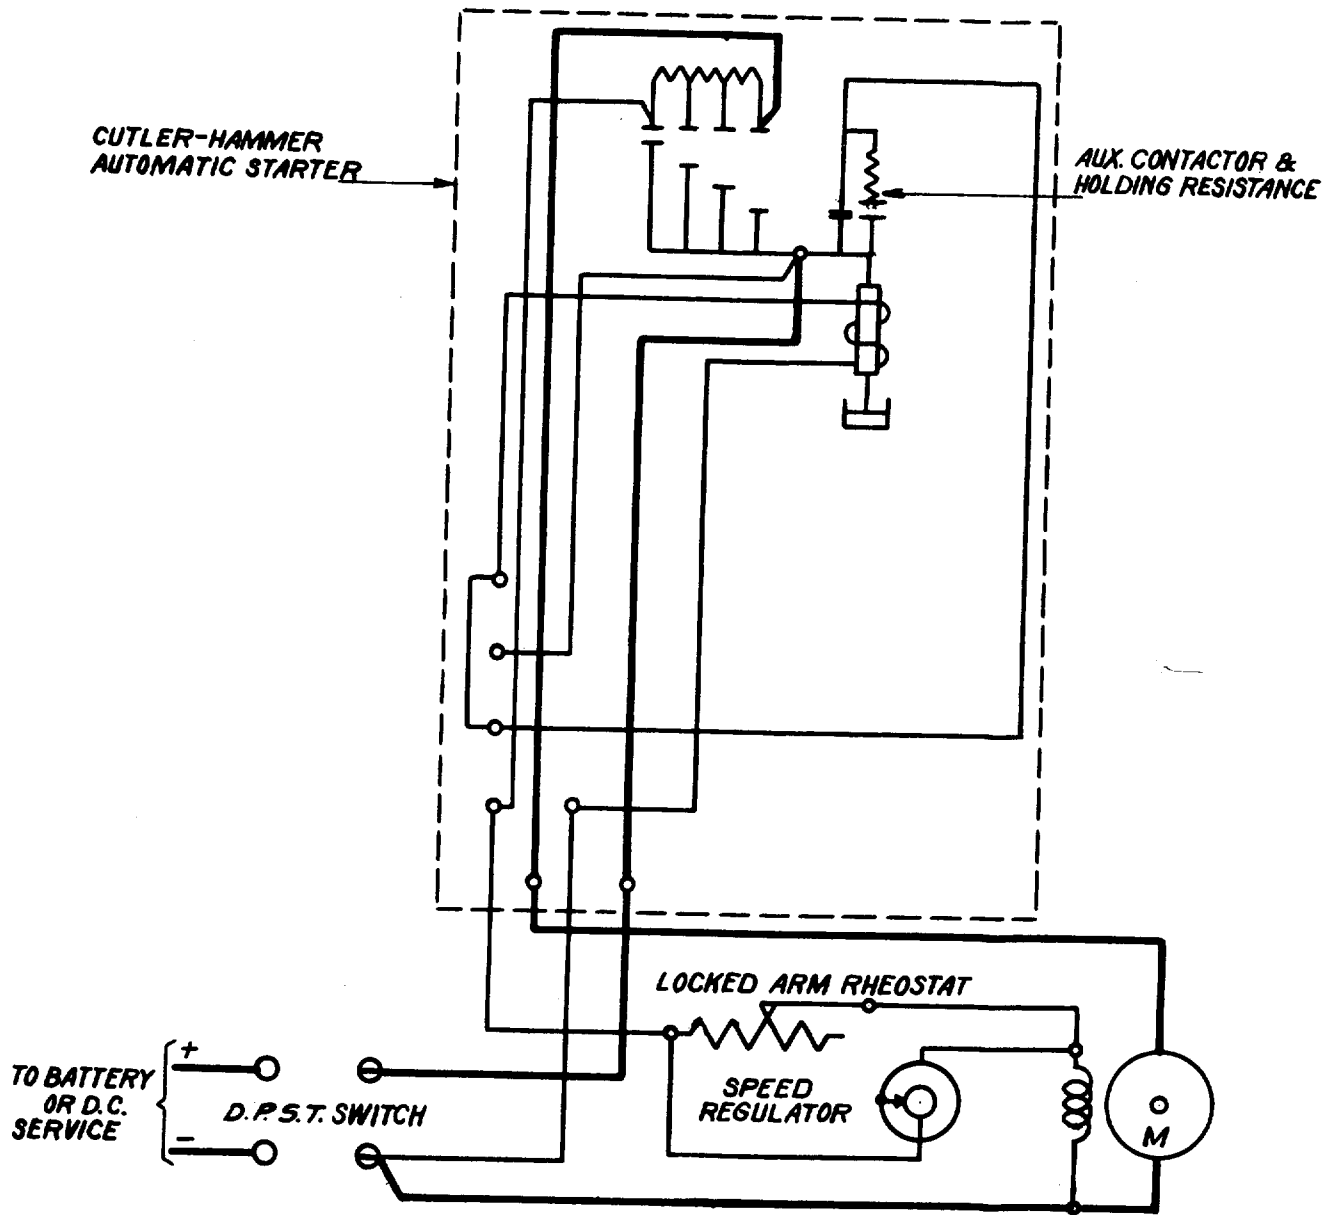 CUTLER-HAMMER
AUTOMATIC STARTER
AUX. CONTACTOR &
HOLDING RESISTANCE
LOCKED ARM RHEOSTAT
+
TO BATTERY
OR D.C.
SERVICE
-
D.P.S.T. SWITCH
SPEED
REGULATOR
M